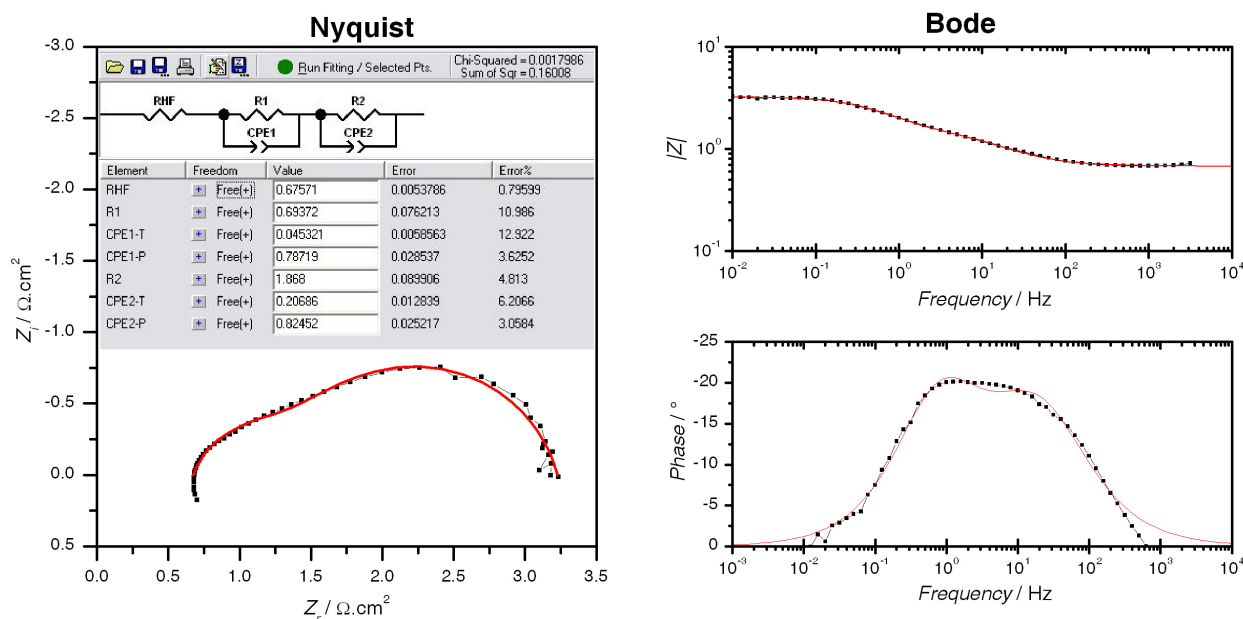 Nyquist
-3.0
-2.5
-2.0
-1.5
-1.0
-0.5
0.0
0.5
Zi / Ω.cm2
0.0 0.5 1.0 1.5 2.0 2.5 3.0 3.5
Zr / Ω.cm2
Run Fitting / Selected Pts.
Chi-Squared = 0.0017986
Sum of Sqr = 0.16008
RHF R1 R2
CPE1 CPE2
Element Freedom Value Error Error%
RHF + Free(+) 0.67571 0.0053786 0.79599
R1 + Free(+) 0.69372 0.076213 10.986
CPE1-T + Free(+) 0.045321 0.0058563 12.922
CPE1-P + Free(+) 0.78719 0.028537 3.6252
R2 + Free(+) 1.868 0.089906 4.813
CPE2-T + Free(+) 0.20686 0.012839 6.2066
CPE2-P + Free(+) 0.82452 0.025217 3.0584
Bode
10^1
10^0
10^-1
|Z|
10^-2 10^-1 10^0 10^1 10^2 10^3 10^4
Frequency / Hz
-25
-20
-15
-10
-5
0
Phase / °
10^-3 10^-2 10^-1 10^0 10^1 10^2 10^3 10^4
Frequency / Hz